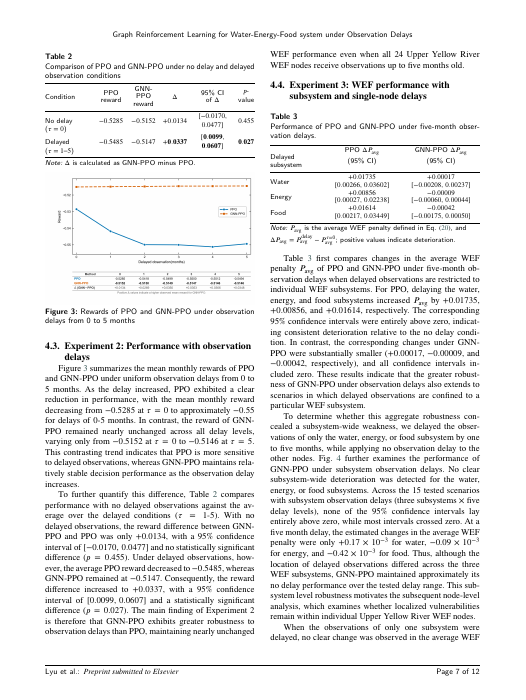 Graph Reinforcement Learning for Water-Energy-Food system under Observation Delays
Table 2
Comparison of PPO and GNN-PPO under no delay and delayed
observation conditions
Condition PPO reward GNN-PPO reward Δ 95% CI of Δ P-value
No delay (τ = 0) −0.5285 −0.5152 +0.0134 [−0.0170, 0.0477] 0.455
Delayed (τ = 1–5) −0.5485 −0.5147 +0.0337 [0.0099, 0.0607] 0.027
Note: Δ is calculated as GNN-PPO minus PPO.
PPO
GNN-PPO
Reward
0 1 2 3 4 5
Delayed observation(months)
Method 0 1 2 3 4 5
PPO
GNN-PPO
Figure 3: Rewards of PPO and GNN-PPO under observation
delays from 0 to 5 months
4.3. Experiment 2: Performance with observation
delays
Figure 3 summarizes the mean monthly rewards of PPO
and GNN-PPO under uniform observation delays from 0 to
5 months. As the delay increased, PPO exhibited a clear
reduction in performance, with the mean monthly reward
decreasing from −0.5285 at τ = 0 to approximately −0.55
for delays of 0-5 months. In contrast, the reward of GNN-
PPO remained nearly unchanged across all delay levels,
varying only from −0.5152 at τ = 0 to −0.5146 at τ = 5.
This contrasting trend indicates that PPO is more sensitive
to delayed observations, whereas GNN-PPO maintains rela-
tively stable decision performance as the observation delay
increases.
To further quantify this difference, Table 2 compares
performance with no delayed observations against the av-
erage over the delayed conditions (τ = 1-5). With no
delayed observations, the reward difference between GNN-
PPO and PPO was only +0.0134, with a 95% confidence
interval of [−0.0170, 0.0477] and no statistically significant
difference (p = 0.455). Under delayed observations, how-
ever, the average PPO reward decreased to −0.5485, whereas
GNN-PPO remained at −0.5147. Consequently, the reward
difference increased to +0.0337, with a 95% confidence
interval of [0.0099, 0.0607] and a statistically significant
difference (p = 0.027). The main finding of Experiment 2
is therefore that GNN-PPO exhibits greater robustness to
observation delays than PPO, maintaining nearly unchanged
WEF performance even when all 24 Upper Yellow River
WEF nodes receive observations up to five months old.
4.4. Experiment 3: WEF performance with
subsystem and single-node delays
Table 3
Performance of PPO and GNN-PPO under five-month obser-
vation delays.
Delayed subsystem PPO ΔPavg (95% CI) GNN-PPO ΔPavg (95% CI)
Water +0.01735 [0.00266, 0.03602] +0.00017 [−0.00208, 0.00237]
Energy +0.00856 [0.00027, 0.02238] −0.00009 [−0.00060, 0.00044]
Food +0.01614 [0.00217, 0.03449] −0.00042 [−0.00175, 0.00050]
Note: Pavg is the average WEF penalty defined in Eq. (20), and
ΔPavg = Pavg^delay − Pavg; positive values indicate deterioration.
Table 3 first compares changes in the average WEF
penalty Pavg of PPO and GNN-PPO under five-month ob-
servation delays when delayed observations are restricted to
individual WEF subsystems. For PPO, delaying the water,
energy, and food subsystems increased Pavg by +0.01735,
+0.00856, and +0.01614, respectively. The corresponding
95% confidence intervals were entirely above zero, indicat-
ing consistent deterioration relative to the no delay condi-
tion. In contrast, the corresponding changes under GNN-
PPO were substantially smaller (+0.00017, −0.00009, and
−0.00042, respectively), and all confidence intervals in-
cluded zero. These results indicate that the greater robust-
ness of GNN-PPO under observation delays also extends to
scenarios in which delayed observations are confined to a
particular WEF subsystem.
To determine whether this aggregate robustness con-
cealed a subsystem-wide weakness, we delayed the obser-
vations of only the water, energy, or food subsystem by one
to five months, while applying no observation delay to the
other nodes. Fig. 4 further examines the performance of
GNN-PPO under subsystem observation delays. No clear
subsystem-wide deterioration was detected for the water,
energy, or food subsystems. Across the 15 tested scenarios
with subsystem observation delays (three subsystems × five
delay levels), none of the 95% confidence intervals lay
entirely above zero, while most intervals crossed zero. At a
five month delay, the estimated changes in the average WEF
penalty were only +0.17 × 10−3 for water, −0.09 × 10−3
for energy, and −0.42 × 10−3 for food. Thus, although the
location of delayed observations differed across the three
WEF subsystems, GNN-PPO maintained approximately its
no delay performance over the tested delay range. This sub-
system level robustness motivates the subsequent node-level
analysis, which examines whether localized vulnerabilities
remain within individual Upper Yellow River WEF nodes.
When the observations of only one subsystem were
delayed, no clear change was observed in the average WEF
Lyu et al.: Preprint submitted to Elsevier
Page 7 of 12